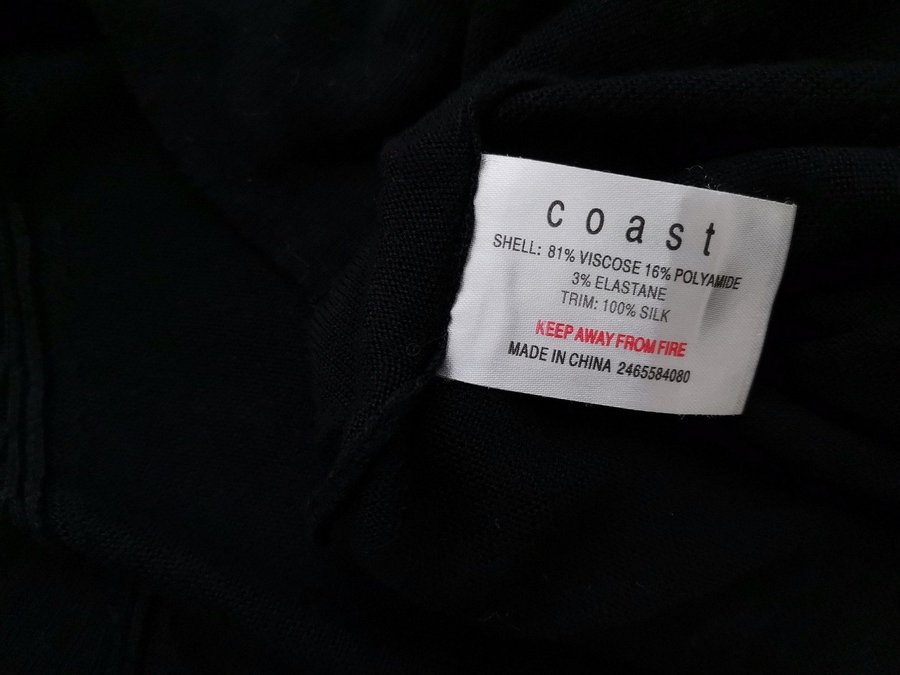 coast
SHELL: 81% VISCOSE 16% POLYAMIDE
3% ELASTANE
TRIM: 100% SILK
KEEP AWAY FROM FIRE
MADE IN CHINA 2465584080